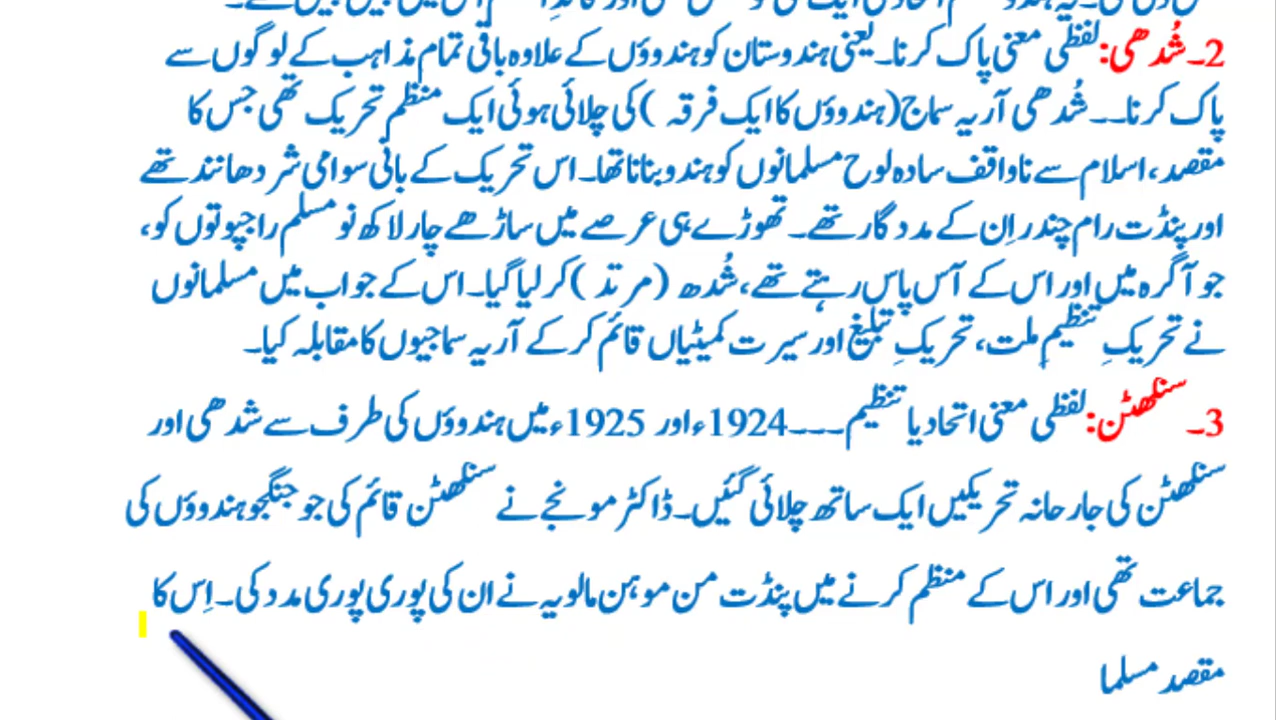 2۔ شُدھی: لفظی معنی پاک کرنا۔ یعنی ہندوستان کو ہندوؤں کے علاوہ باقی تمام مذاہب کے لوگوں سے
پاک کرنا۔۔۔ شُدھی آریہ سماج (ہندوؤں کا ایک فرقہ) کی چلائی ہوئی ایک منظم تحریک تھی جس کا
مقصد، اسلام سے ناواقف سادہ لوح مسلمانوں کو ہندو بنانا تھا۔ اس تحریک کے بانی سوامی شردھانند تھے
اور پنڈت رام چندر اِن کے مددگار تھے۔ تھوڑے ہی عرصے میں ساڑھے چار لاکھ نو مسلم راجپوتوں کو،
جو آگرہ میں اور اس کے آس پاس رہتے تھے، شُدھ (مرتد) کر لیا گیا۔ اس کے جواب میں مسلمانوں
نے تحریکِ تنظیمِ ملت، تحریکِ تبلیغ اور سیرت کمیٹیاں قائم کر کے آریہ سماجیوں کا مقابلہ کیا۔
3۔ سنکھٹن: لفظی معنی اتحاد یا تنظیم۔۔۔۔ 1924ء اور 1925ء میں ہندوؤں کی طرف سے شدھی اور
سنکھٹن کی جارحانہ تحریکیں ایک ساتھ چلائی گئیں۔ ڈاکٹر مونجے نے سنکھٹن قائم کی جو جنگجو ہندوؤں کی
جماعت تھی اور اس کے منظم کرنے میں پنڈت من موہن مالویہ نے ان کی پوری پوری مدد کی۔ اِس کا
مقصد مسلما